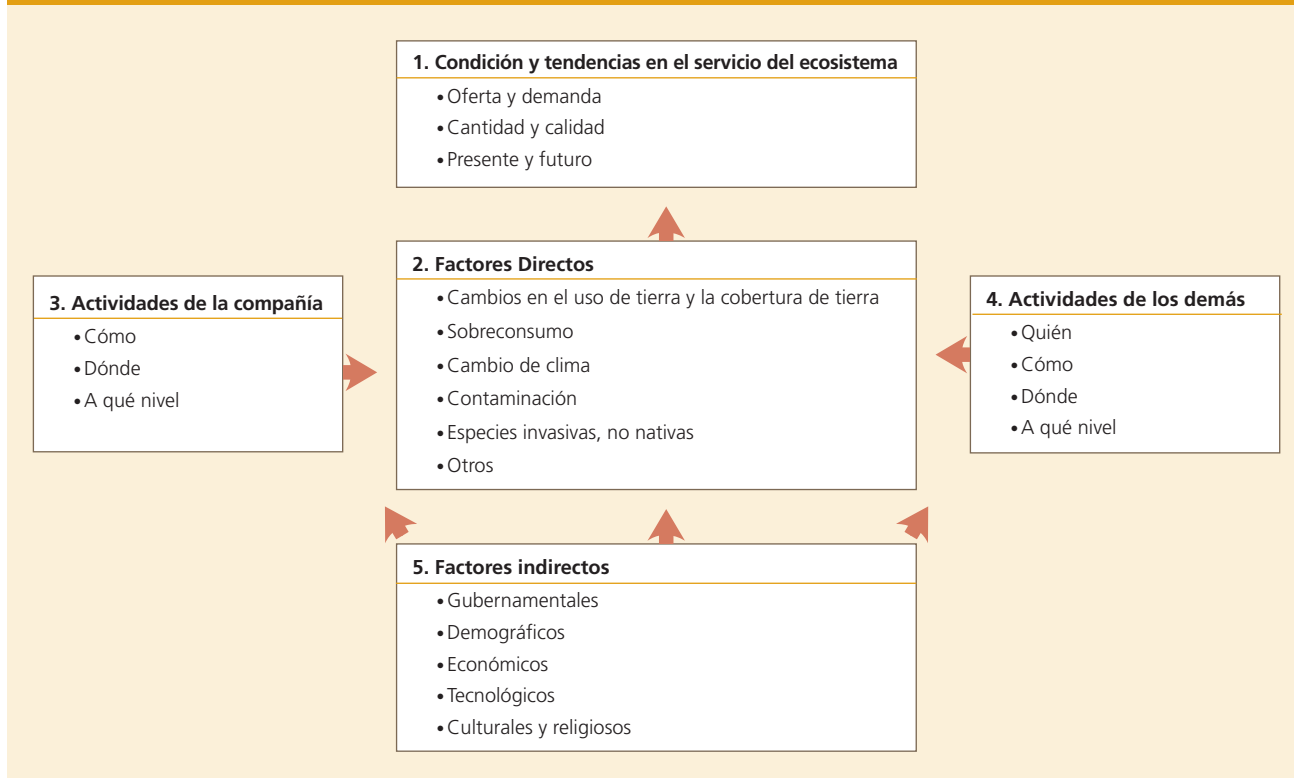 1. Condición y tendencias en el servicio del ecosistema
• Oferta y demanda
• Cantidad y calidad
• Presente y futuro
2. Factores Directos
• Cambios en el uso de tierra y la cobertura de tierra
• Sobreconsumo
• Cambio de clima
• Contaminación
• Especies invasivas, no nativas
• Otros
3. Actividades de la compañía
• Cómo
• Dónde
• A qué nivel
4. Actividades de los demás
• Quién
• Cómo
• Dónde
• A qué nivel
5. Factores indirectos
• Gubernamentales
• Demográficos
• Económicos
• Tecnológicos
• Culturales y religiosos